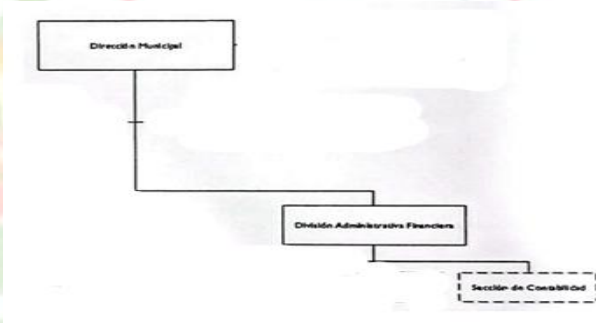 Dirección Municipal
División Administrativa Financiera
Sección de Contabilidad